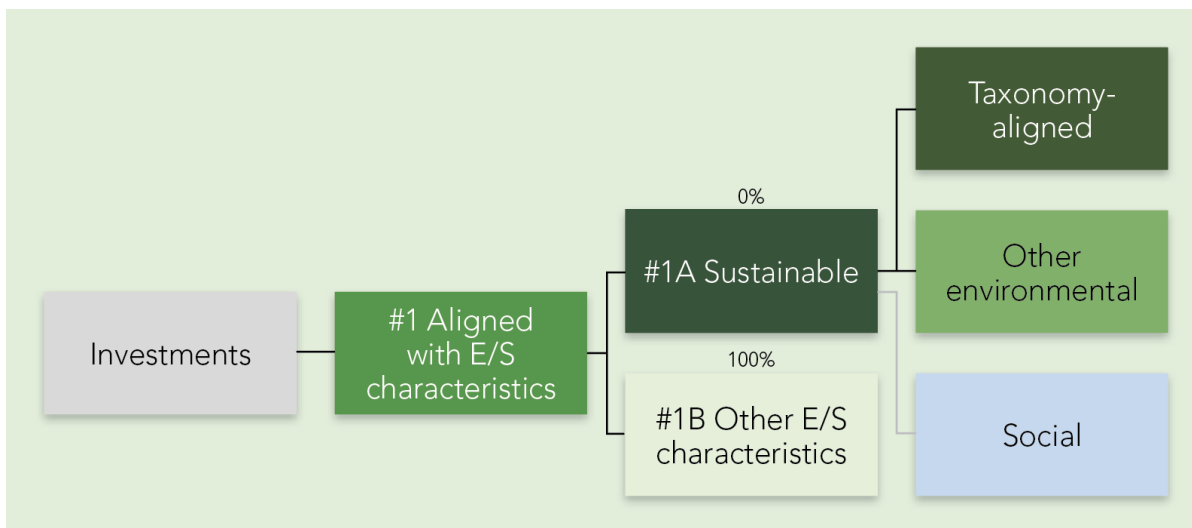 Taxonomy-
aligned
0%
#1A Sustainable
Other
environmental
Investments
#1 Aligned
with E/S
characteristics
100%
#1B Other E/S
characteristics
Social